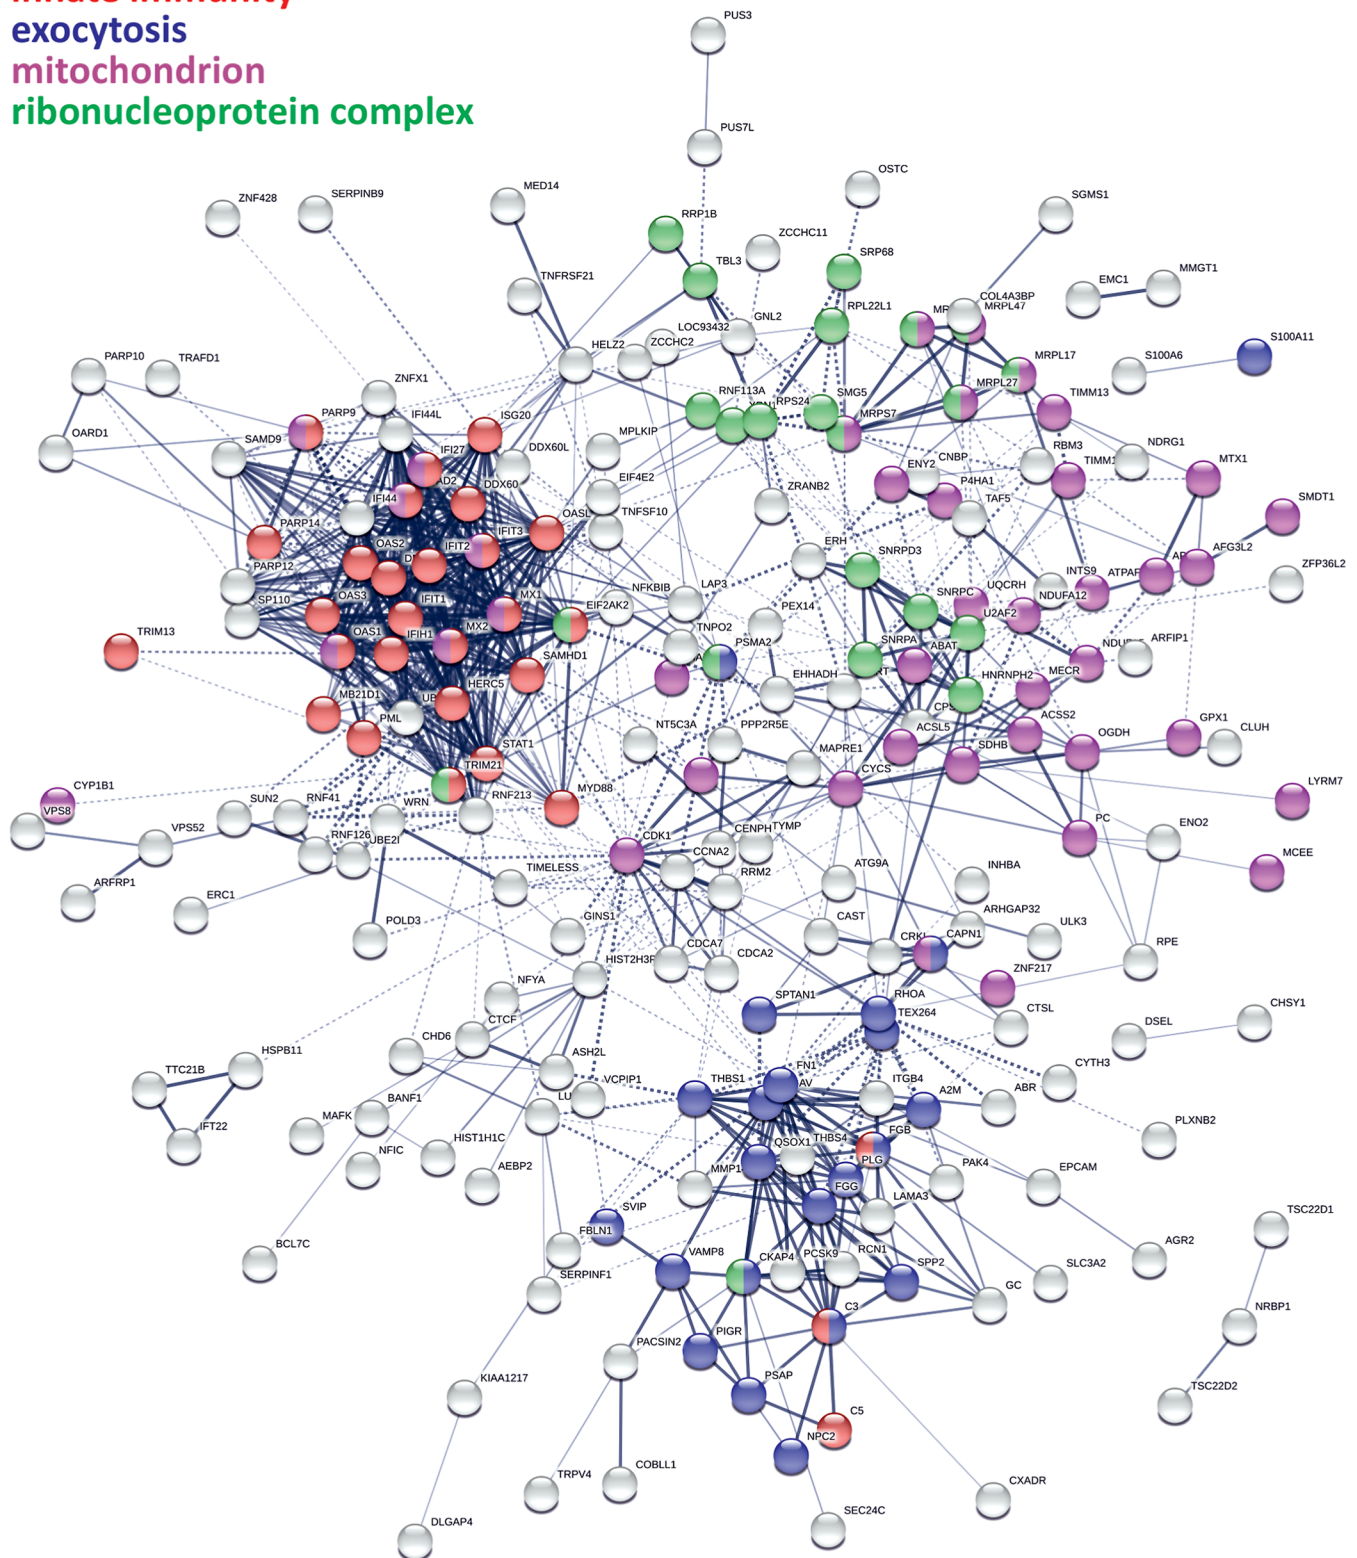 innate immunity
exocytosis
mitochondrion
ribonucleoprotein complex
PUS3
PUS7L
OSTC
ZNF428
SERPINB9
MED14
SGMS1
RRP1B
ZCCHC11
SRP68
TBL3
TNFRSF21
EMC1
MMGT1
COL4A3BP
MRPL47
RPL22L1
GNL2
LOC93432
ZCCHC2
HELZ2
S100A11
S100A6
PARP10
TRAFD1
MRPL17
MRPL27
TIMM13
ZNFX1
RNF113A
RPS24
SMG5
MRPS7
IFI44L
ISG20
PARP9
OARD1
SAMD9
MPLKIP
RBM3
NDRG1
IFI27
DDX60L
ENY2
CNBP
P4HA1
MTX1
DDX60
EIF4E2
ZRANB2
TAF5
SMDT1
IFI44
TNFSF10
OASL
PARP14
IFIT3
OAS2
IFIT2
ERH
SNRPD3
INTS9
AFG3L2
ZFP36L2
PARP12
NFKBIB
LAP3
UQCRH
NDUFA12
SP110
OAS3
IFIT1
MX1
EIF2AK2
PEX14
SNRPC
U2AF2
OAS1
IFIH1
MX2
TNPO2
PSMA2
SNRPA
ABAT
ARFIP1
TRIM13
SAMHD1
EHHADH
HNRNPH2
MECR
MB21D1
HERC5
PML
NT5C3A
PPP2R5E
ACSL5
ACSS2
GPX1
CLUH
STAT1
MAPRE1
SDHB
OGDH
TRIM21
CYCS
CYP1B1
VPS8
SUN2
RNF41
WRN
RNF213
MYD88
LYRM7
VPS52
RNF126
UBE2I
CDK1
CENPH
TYMP
PC
ENO2
CCNA2
ARFRP1
ERC1
TIMELESS
RRM2
ATG9A
INHBA
MCEE
POLD3
GINS1
CAST
ARHGAP32
ULK3
CDCA7
CDCA2
CAPN1
RPE
ZNF217
NFYA
SPTAN1
RHOA
TEX264
CTSL
CHSY1
CTCF
DSEL
HSPB11
CHD6
ASH2L
CYTH3
TTC21B
VCPIP1
THBS1
FN1
ITGB4
A2M
ABR
BANF1
MAFK
IFT22
PLXNB2
HIST1H1C
NFIC
QSOX1
THBS4
FGB
PLG
AEBP2
FGG
PAK4
EPCAM
LAMA3
SVIP
FBLN1
TSC22D1
BCL7C
VAMP8
CKAP4
PCSK9
RCN1
SPP2
SLC3A2
AGR2
SERPINF1
GC
C3
NRBP1
PACSIN2
PIGR
KIAA1217
PSAP
TSC22D2
C5
NPC2
TRPV4
COBLL1
CXADR
SEC24C
DLGAP4